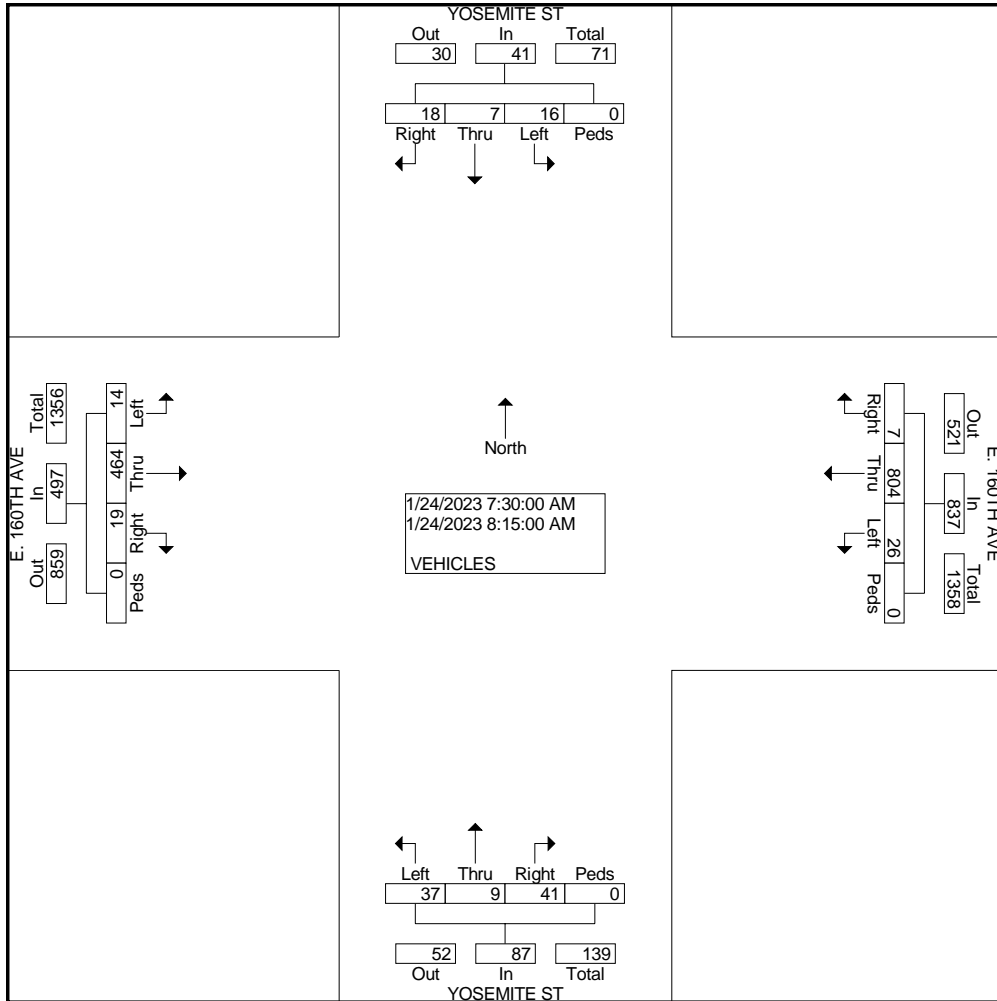 YOSEMITE ST
Out In Total
30 41 71
18 7 16 0
Right Thru Left Peds
E. 160TH AVE
Total In Out
1356 497 859
14 464 19 0
Left Thru Right Peds
North
1/24/2023 7:30:00 AM
1/24/2023 8:15:00 AM
VEHICLES
Right Thru Left Peds
7 804 26 0
Out In Total
521 837 1358
E. 160TH AVE
Left Thru Right Peds
37 9 41 0
52 87 139
Out In Total
YOSEMITE ST